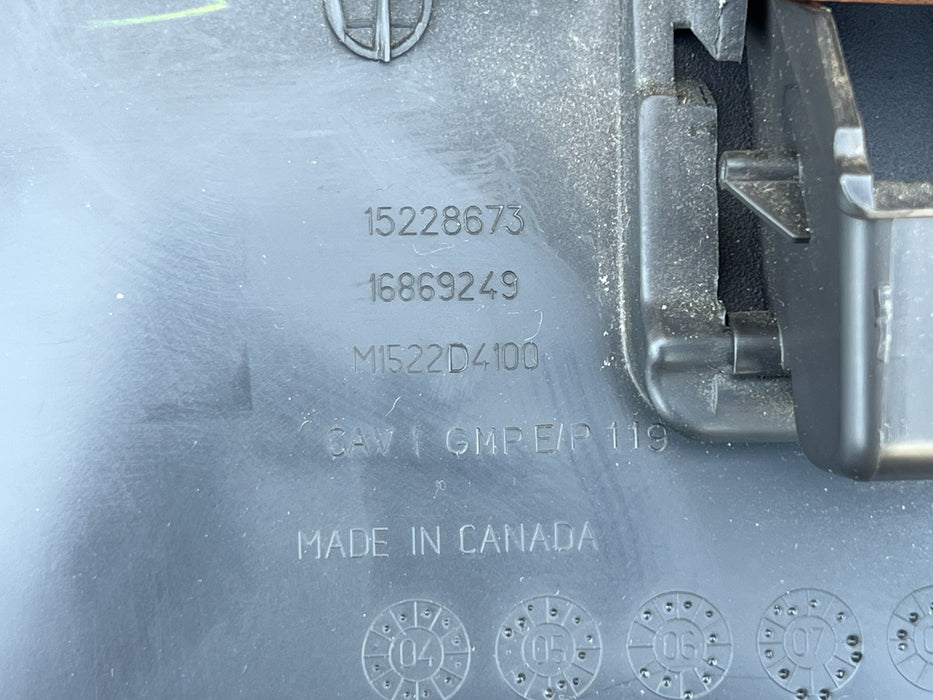 15228673
16869249
M1522D4100
CAV 1 GMP E/P 119
MADE IN CANADA
04 05 06 07